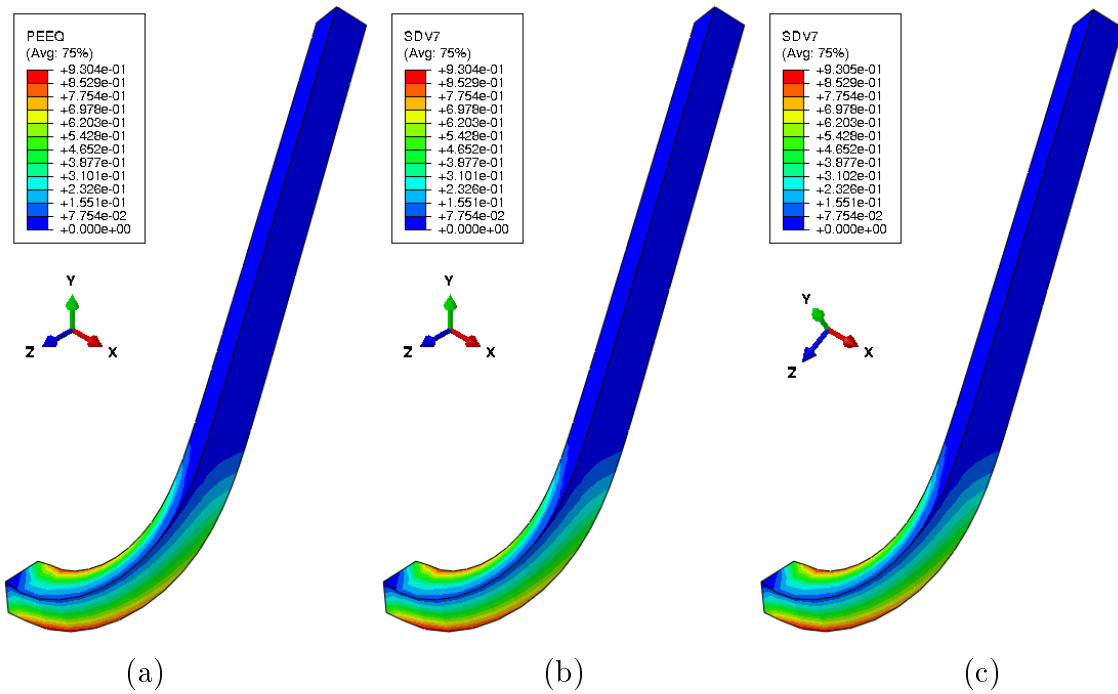 PEEQ
(Avg: 75%)
+9.304e-01
+8.529e-01
+7.754e-01
+6.978e-01
+6.203e-01
+5.428e-01
+4.652e-01
+3.877e-01
+3.101e-01
+2.326e-01
+1.551e-01
+7.754e-02
+0.000e+00
Y
Z
X
SDV7
(Avg: 75%)
+9.304e-01
+8.529e-01
+7.754e-01
+6.978e-01
+6.203e-01
+5.428e-01
+4.652e-01
+3.877e-01
+3.101e-01
+2.326e-01
+1.551e-01
+7.754e-02
+0.000e+00
Y
Z
X
SDV7
(Avg: 75%)
+9.305e-01
+8.529e-01
+7.754e-01
+6.978e-01
+6.203e-01
+5.428e-01
+4.652e-01
+3.877e-01
+3.102e-01
+2.326e-01
+1.551e-01
+7.754e-02
+0.000e+00
Y
Z
X
(a)
(b)
(c)